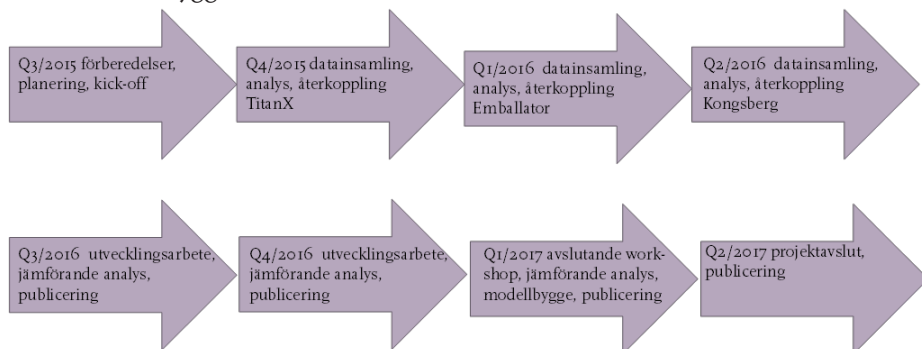 Q3/2015 förberedelser,
planering, kick-off
Q4/2015 datainsamling,
analys, återkoppling
TitanX
Q1/2016 datainsamling,
analys, återkoppling
Emballator
Q2/2016 datainsamling,
analys, återkoppling
Kongsberg
Q3/2016 utvecklingsarbete,
jämförande analys,
publicering
Q4/2016 utvecklingsarbete,
jämförande analys,
publicering
Q1/2017 avslutande work-
shop, jämförande analys,
modellbygge, publicering
Q2/2017 projektavslut,
publicering